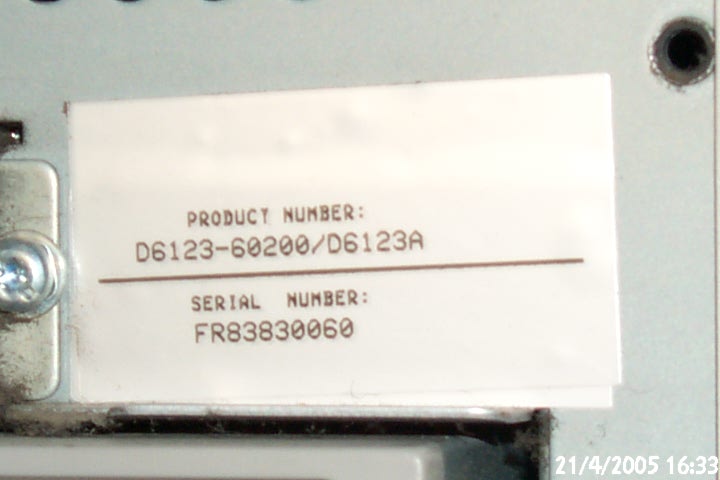 PRODUCT NUMBER:
D6123-60200/D6123A
SERIAL NUMBER:
FR83830060
21/4/2005 16:33